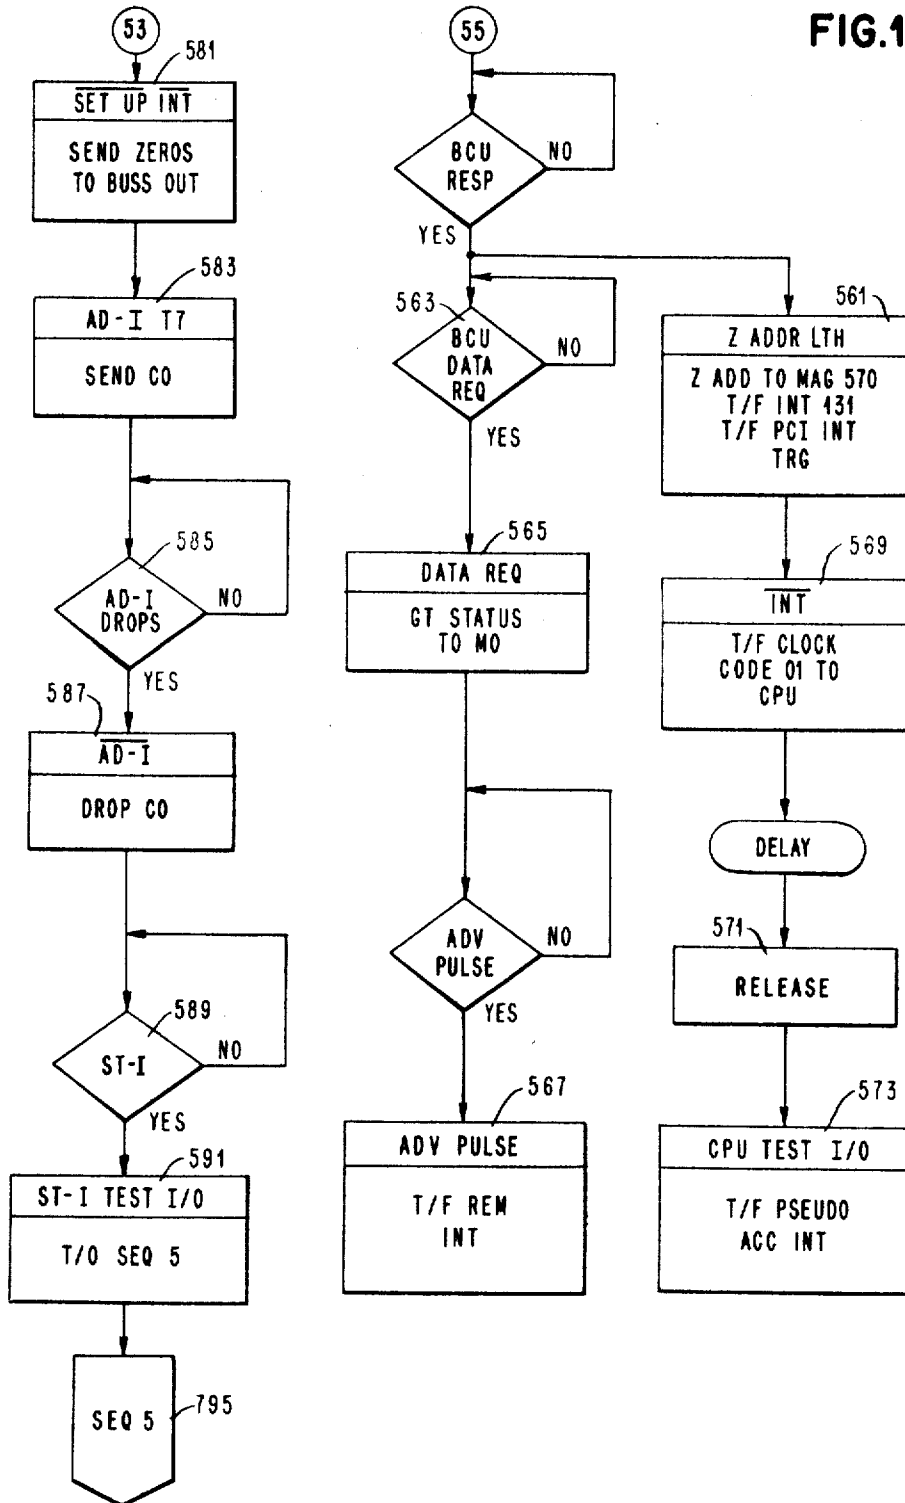 FIG.1
53
581
SET UP INT
SEND ZEROS
TO BUSS OUT
583
AD-I T7
SEND CO
585
AD-I
DROPS
NO
YES
587
AD-I
DROP CO
589
ST-I
NO
YES
591
ST-I TEST I/O
T/O SEQ 5
SEQ 5
795
55
BCU
RESP
NO
YES
563
BCU
DATA
REQ
NO
YES
565
DATA REQ
GT STATUS
TO MO
ADV
PULSE
NO
YES
567
ADV PULSE
T/F REM
INT
561
Z ADDR LTH
Z ADD TO MAG 570
T/F INT 431
T/F PCI INT
TRG
569
INT
T/F CLOCK
CODE 01 TO
CPU
DELAY
571
RELEASE
573
CPU TEST I/O
T/F PSEUDO
ACC INT